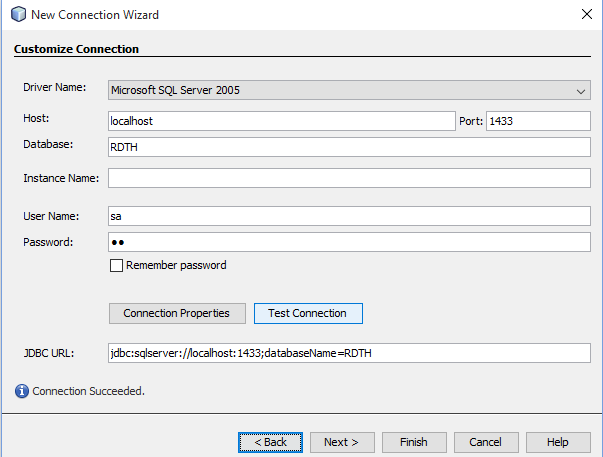 New Connection Wizard
Customize Connection
Driver Name: Microsoft SQL Server 2005
Host: localhost Port: 1433
Database: RDTH
Instance Name:
User Name: sa
Password: ●●
Remember password
Connection Properties Test Connection
JDBC URL: jdbc:sqlserver://localhost:1433;databaseName=RDTH
Connection Succeeded.
< Back Next > Finish Cancel Help